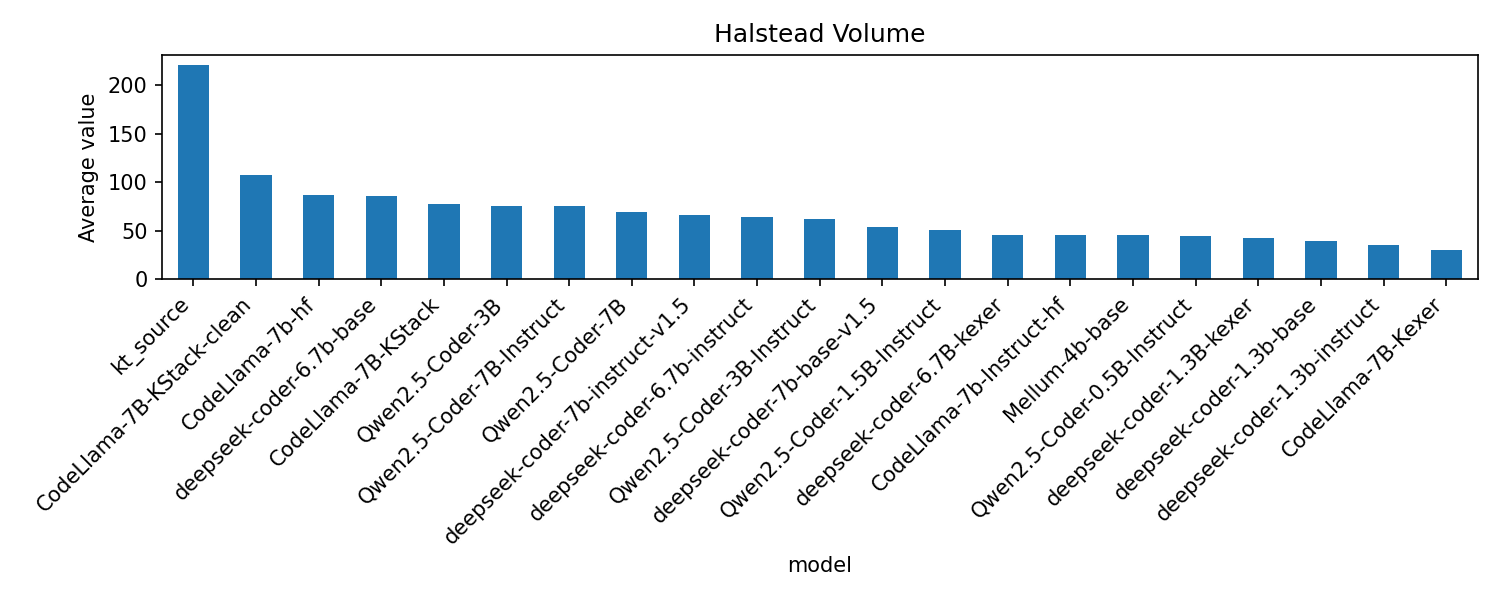 Halstead Volume
Average value
200
150
100
50
0
kt_source
CodeLlama-7B-KStack-clean
CodeLlama-7b-hf
deepseek-coder-6.7b-base
CodeLlama-7B-KStack
Qwen2.5-Coder-3B
Qwen2.5-Coder-7B-Instruct
Qwen2.5-Coder-7B
deepseek-coder-7b-instruct-v1.5
deepseek-coder-6.7b-instruct
Qwen2.5-Coder-3B-Instruct
deepseek-coder-7b-base-v1.5
Qwen2.5-Coder-1.5B-Instruct
deepseek-coder-6.7B-kexer
CodeLlama-7b-Instruct-hf
Mellum-4b-base
Qwen2.5-Coder-0.5B-Instruct
deepseek-coder-1.3B-kexer
deepseek-coder-1.3b-base
deepseek-coder-1.3b-instruct
CodeLlama-7B-Kexer
model